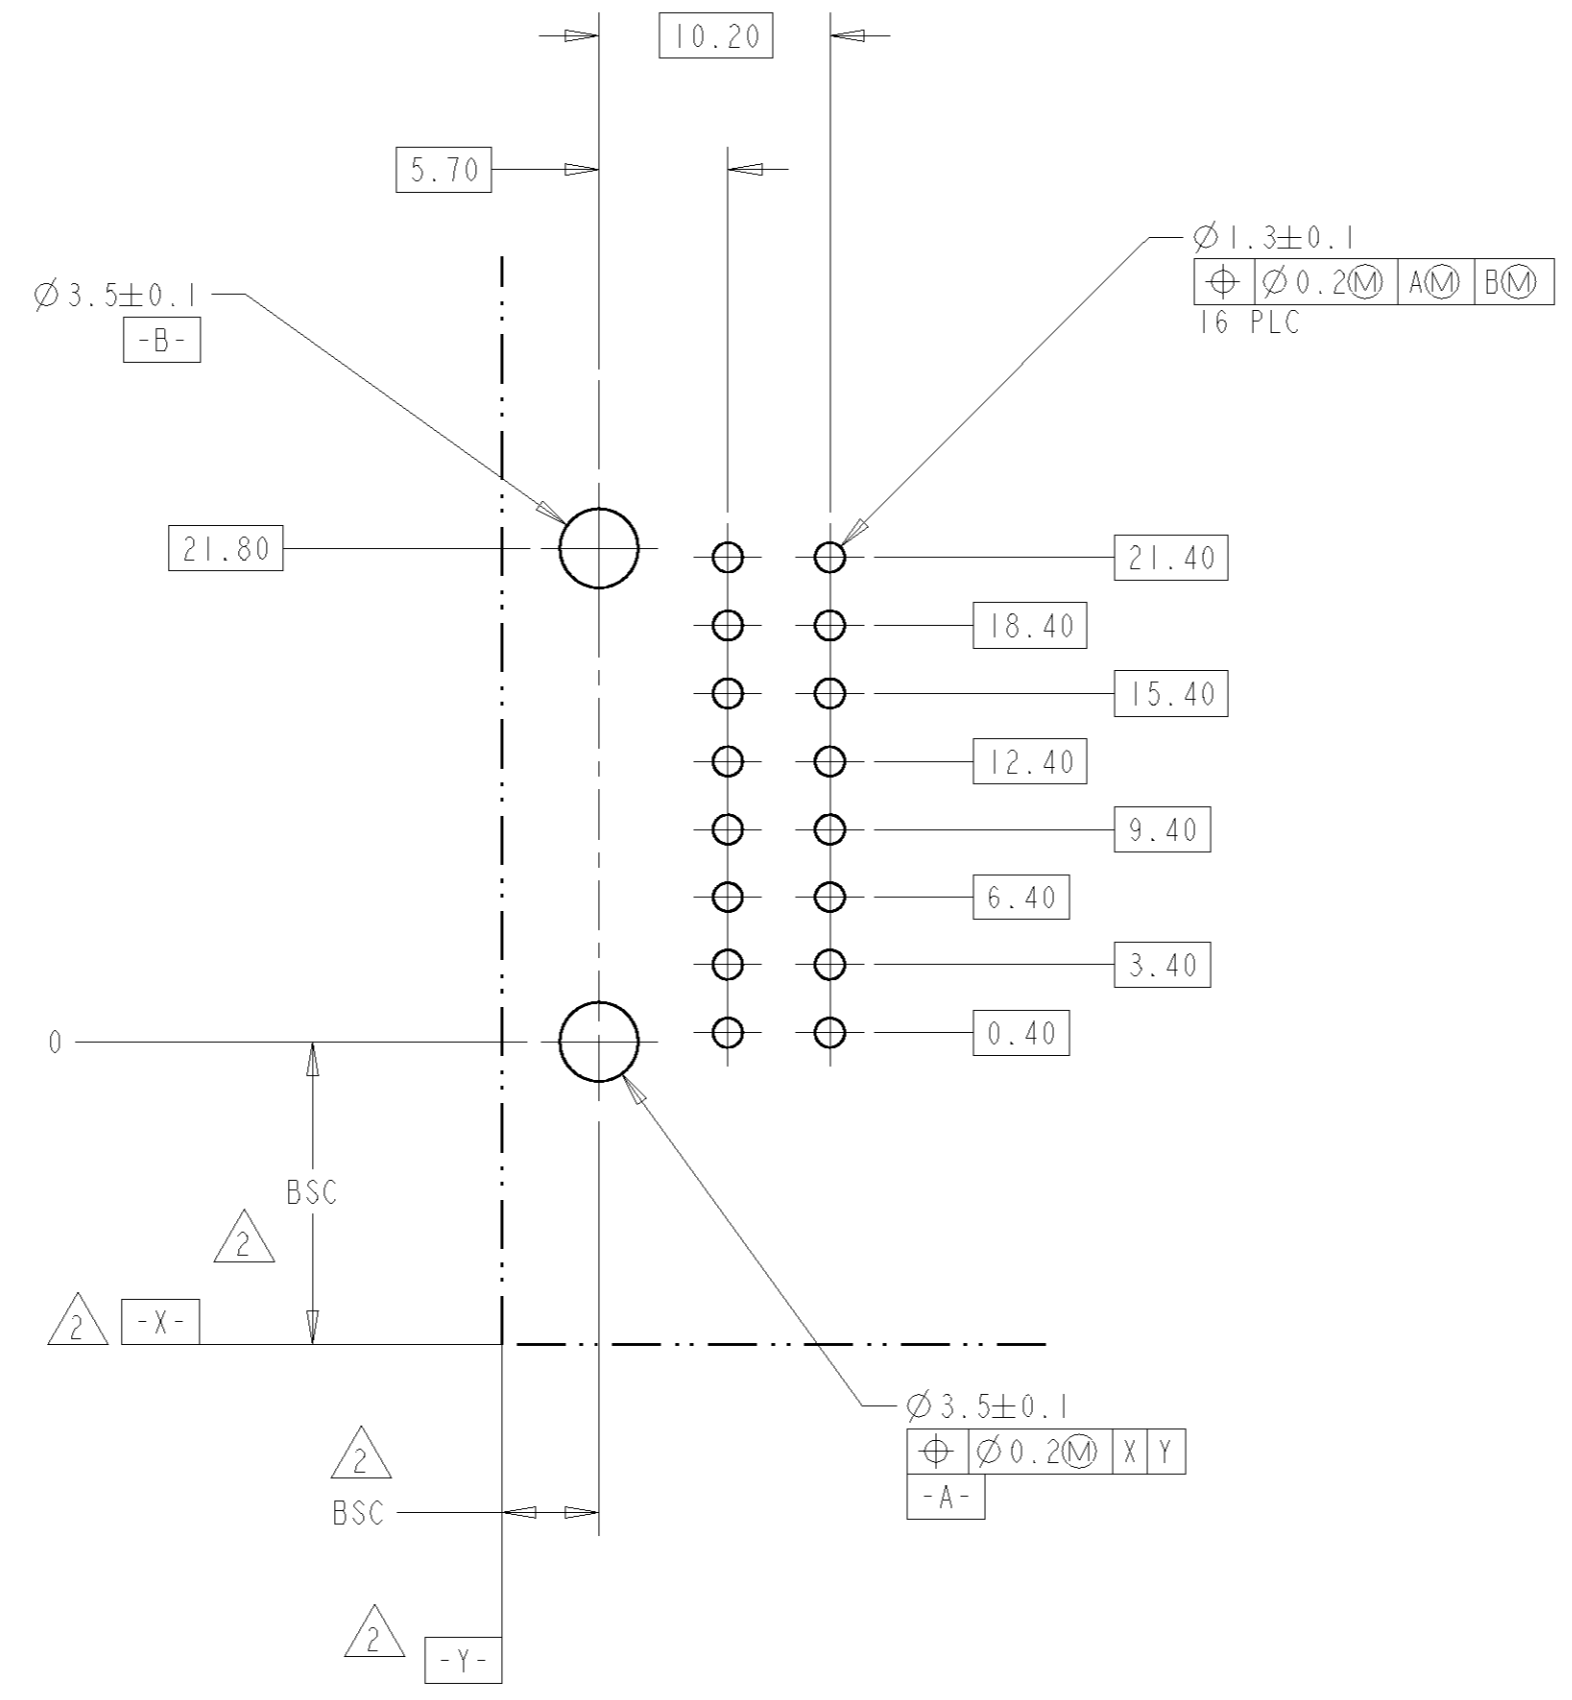 10.20
5.70
Ø1.3±0.1
⌖ Ø0.2Ⓜ AⓂ BⓂ
16 PLC
Ø3.5±0.1
-B-
21.80
21.40
18.40
15.40
12.40
9.40
6.40
3.40
0.40
0
BSC
2
2
-X-
Ø3.5±0.1
⌖ Ø0.2Ⓜ X Y
-A-
2
BSC
2
-Y-